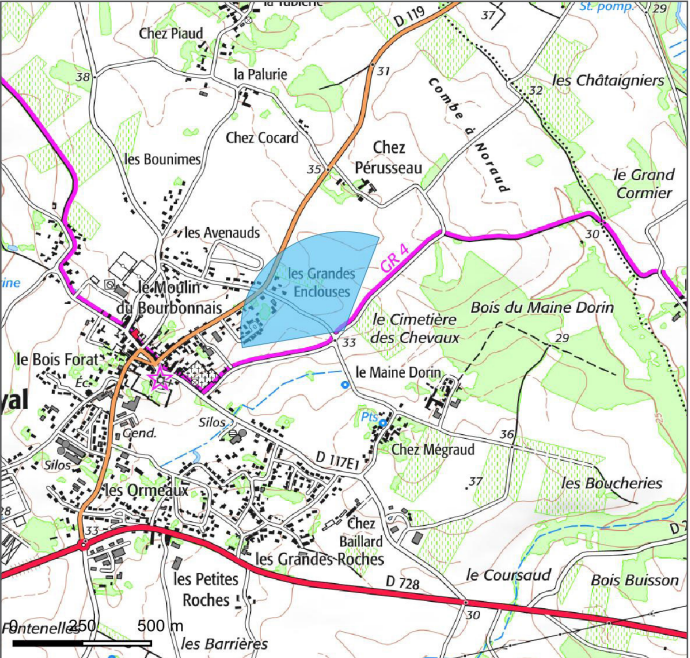 la Tublerie
St. pomp.
29
Chez Piaud
D 119
37
31
38
la Palurie
les Châtaigniers
32
Combe à Noraud
Chez Cocard
Chez
Pérusseau
les Bounimes
35
le Grand
Cormier
les Avenauds
30
GR 4
les Grandes
Enclouses
le Moulin
du Bourbonnais
Bois du Maine Dorin
le Cimetière
des Chevaux
33
29
le Bois Forat
le Maine Dorin
Éc.
yal
Pts
Silos
Gend.
36
Chez Mégraud
D 117E1
Silos
37
les Boucheries
les Ormeaux
28
Chez
Baillard
33
les Grandes Roches
D 7
les Petites
Roches
D 728
le Coursaud
Bois Buisson
30
Fontenelles
0 250 500 m
les Barrières